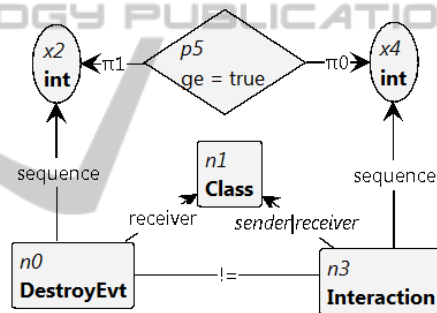 OGY PUBLICATIO
x2
int
π1
p5
ge = true
π0
x4
int
sequence
n1
Class
sequence
receiver
sender|receiver
n0
DestroyEvt
!=
n3
Interaction